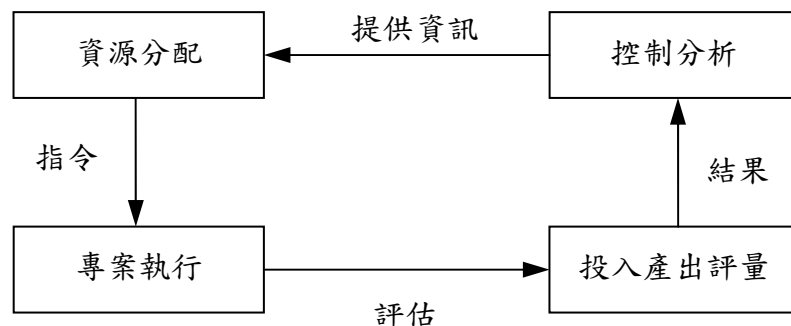 提供資訊
資源分配
控制分析
指令
結果
專案執行
投入產出評量
評估